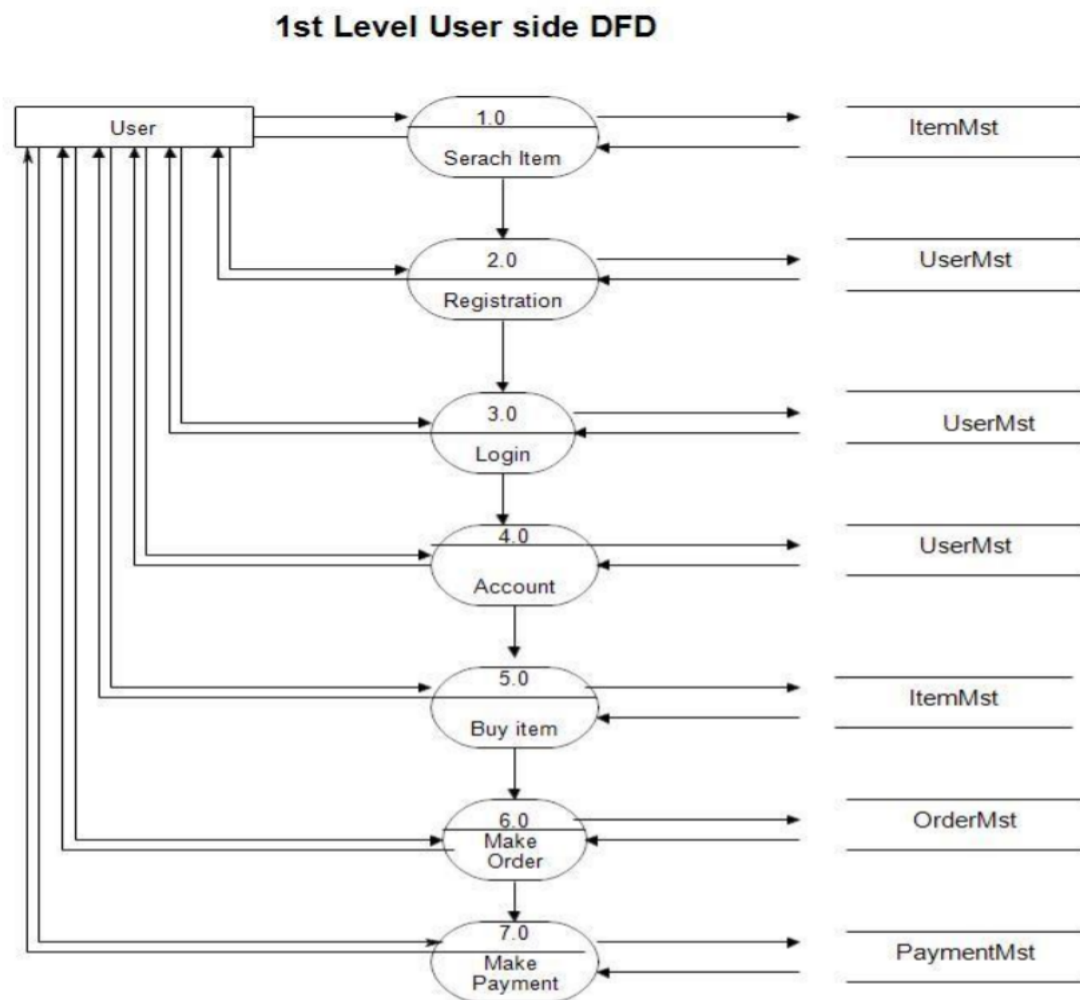 1st Level User side DFD
User
1.0
Serach Item
ItemMst
2.0
Registration
UserMst
3.0
Login
UserMst
4.0
Account
UserMst
5.0
Buy item
ItemMst
6.0
Make
Order
OrderMst
7.0
Make
Payment
PaymentMst